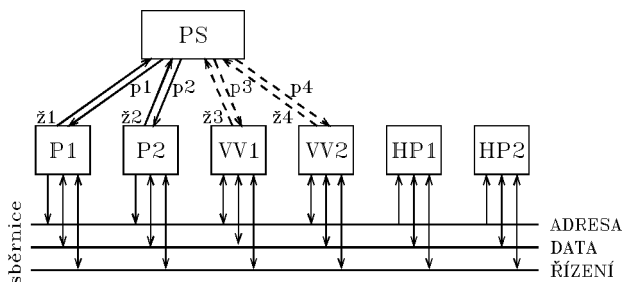 PS
p1 p2 p3 p4
ž1 ž2 ž3 ž4
P1 P2 VV1 VV2 HP1 HP2
sběrnice
ADRESA
DATA
ŘÍZENÍ